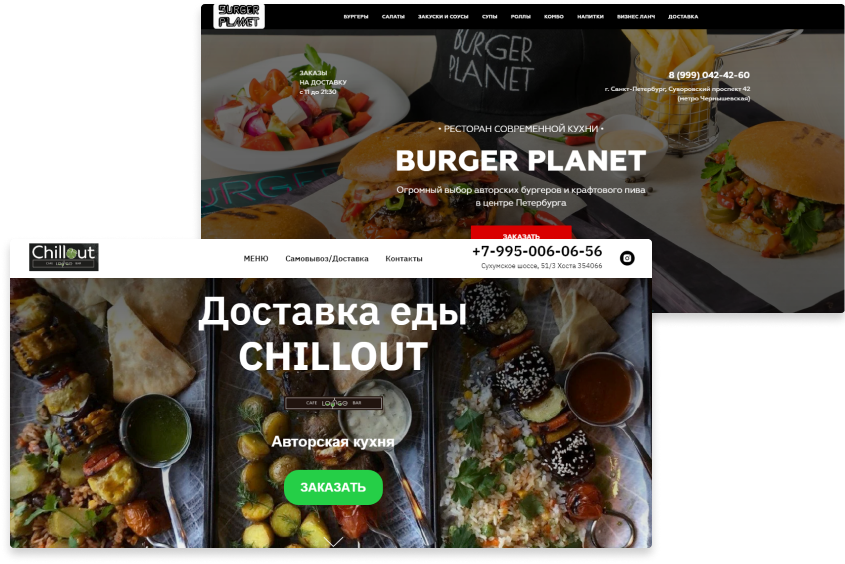 BURGER
PLANET
БУРГЕРЫ САЛАТЫ ЗАКУСКИ И СОУСЫ СУПЫ РОЛЛЫ КОМБО НАПИТКИ БИЗНЕС ЛАНЧ ДОСТАВКА
BURGER
PLANET
ЗАКАЗЫ
НА ДОСТАВКУ
с 11 до 21:30
8 (999) 042-42-60
г. Санкт-Петербург, Суворовский проспект 42
(метро Чернышевская)
• РЕСТОРАН СОВРЕМЕННОЙ КУХНИ •
BURGER PLANET
Огромный выбор авторских бургеров и крафтового пива
в центре Петербурга
URGER
ЗАКАЗАТЬ
Chillout
CAFE LOUNGE BAR
МЕНЮ Самовывоз/Доставка Контакты
+7-995-006-06-56
Сухумское шоссе, 51/3 Хоста 354066
Доставка еды
CHILLOUT
CAFE LOUNGE BAR
Авторская кухня
ЗАКАЗАТЬ